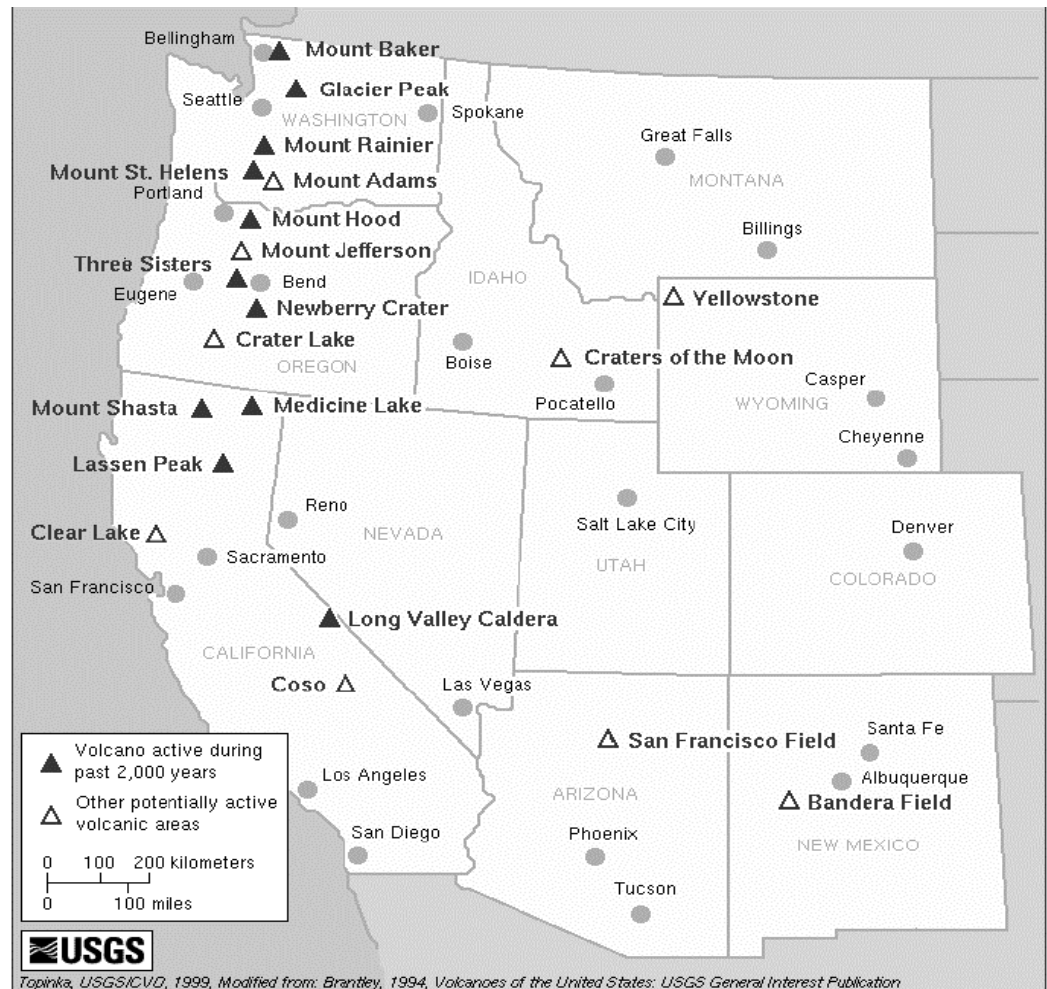 Bellingham
Mount Baker
Glacier Peak
Seattle
WASHINGTON
Spokane
Great Falls
Mount Rainier
Mount St. Helens
Mount Adams
MONTANA
Portland
Mount Hood
Billings
Mount Jefferson
Three Sisters
IDAHO
Eugene
Bend
Yellowstone
Newberry Crater
Crater Lake
OREGON
Boise
Craters of the Moon
Casper
WYOMING
Pocatello
Mount Shasta
Medicine Lake
Cheyenne
Lassen Peak
Reno
Clear Lake
NEVADA
Salt Lake City
Denver
Sacramento
UTAH
COLORADO
San Francisco
Long Valley Caldera
CALIFORNIA
Coso
Las Vegas
Santa Fe
San Francisco Field
Albuquerque
Bandera Field
ARIZONA
Los Angeles
Phoenix
San Diego
NEW MEXICO
Tucson
Volcano active during
past 2,000 years
Other potentially active
volcanic areas
0 100 200 kilometers
0 100 miles
USGS
Topinka, USGS/CVO, 1999, Modified from: Brantley, 1994, Volcanoes of the United States: USGS General Interest Publication